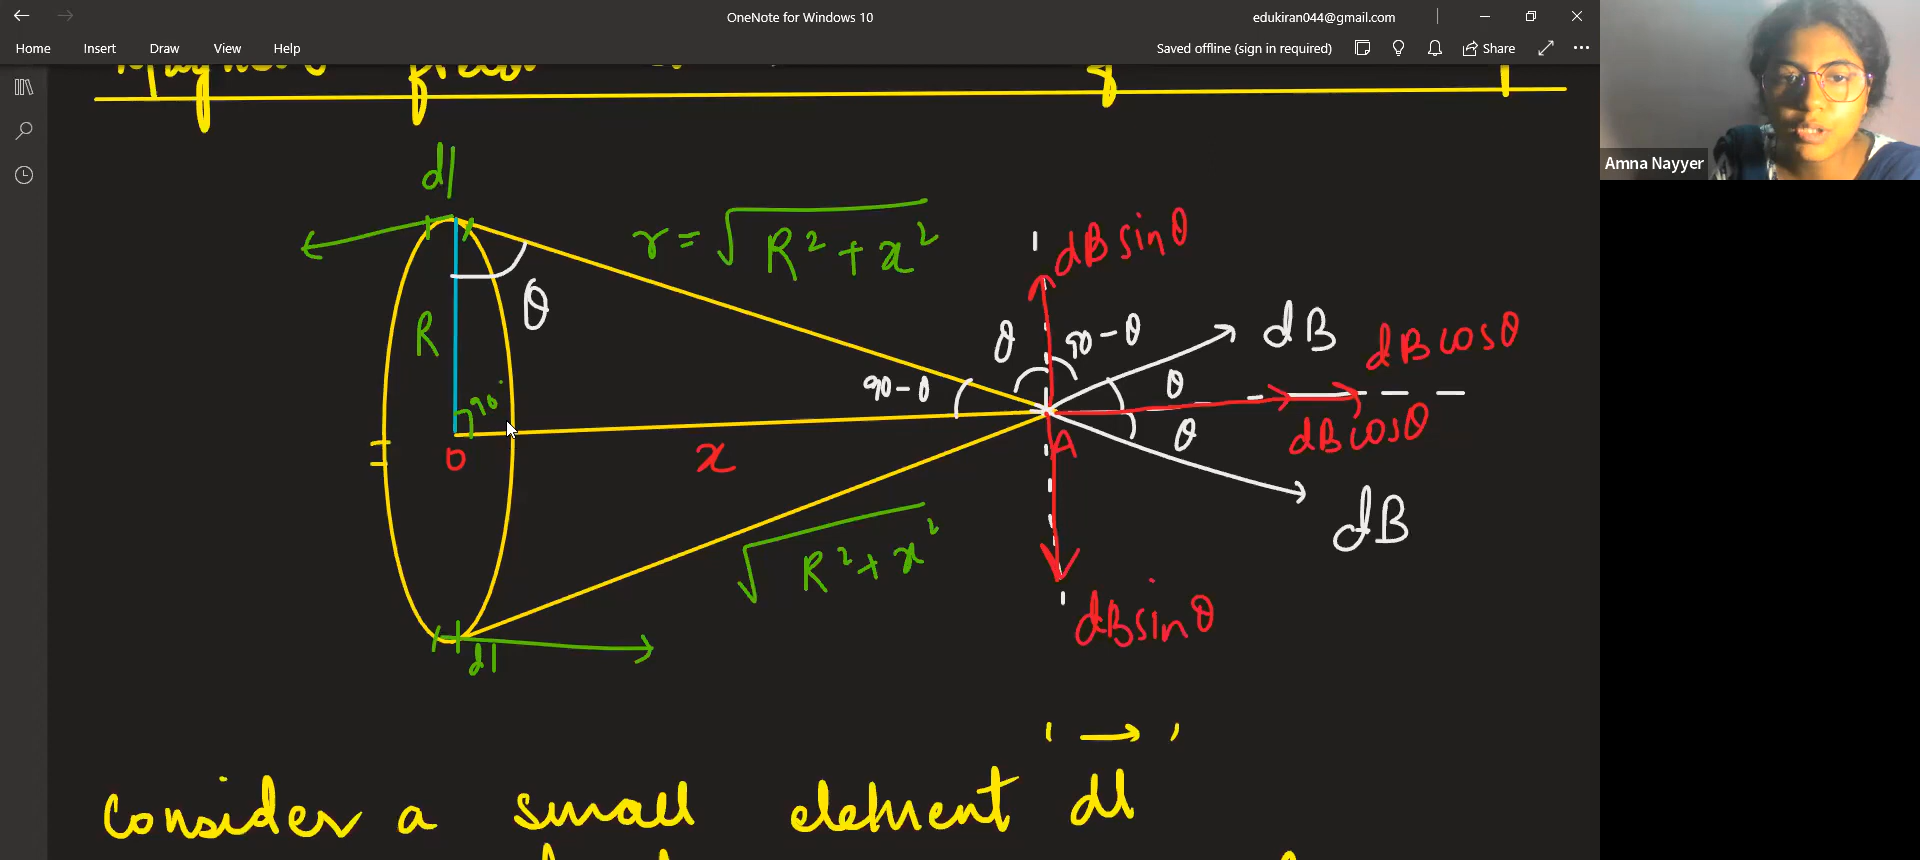 OneNote for Windows 10
edukiran044@gmail.com
Home Insert Draw View Help
Saved offline (sign in required) Share
Amna Nayyer
dl
r = √R² + x²
dB sinθ
θ
R
θ
90 - θ
dB
dB cosθ
90 - θ
θ
90°
O
x
A
θ
dB cosθ
dB
√R² + x²
dB sinθ
dl
' → '
Consider a small element dl